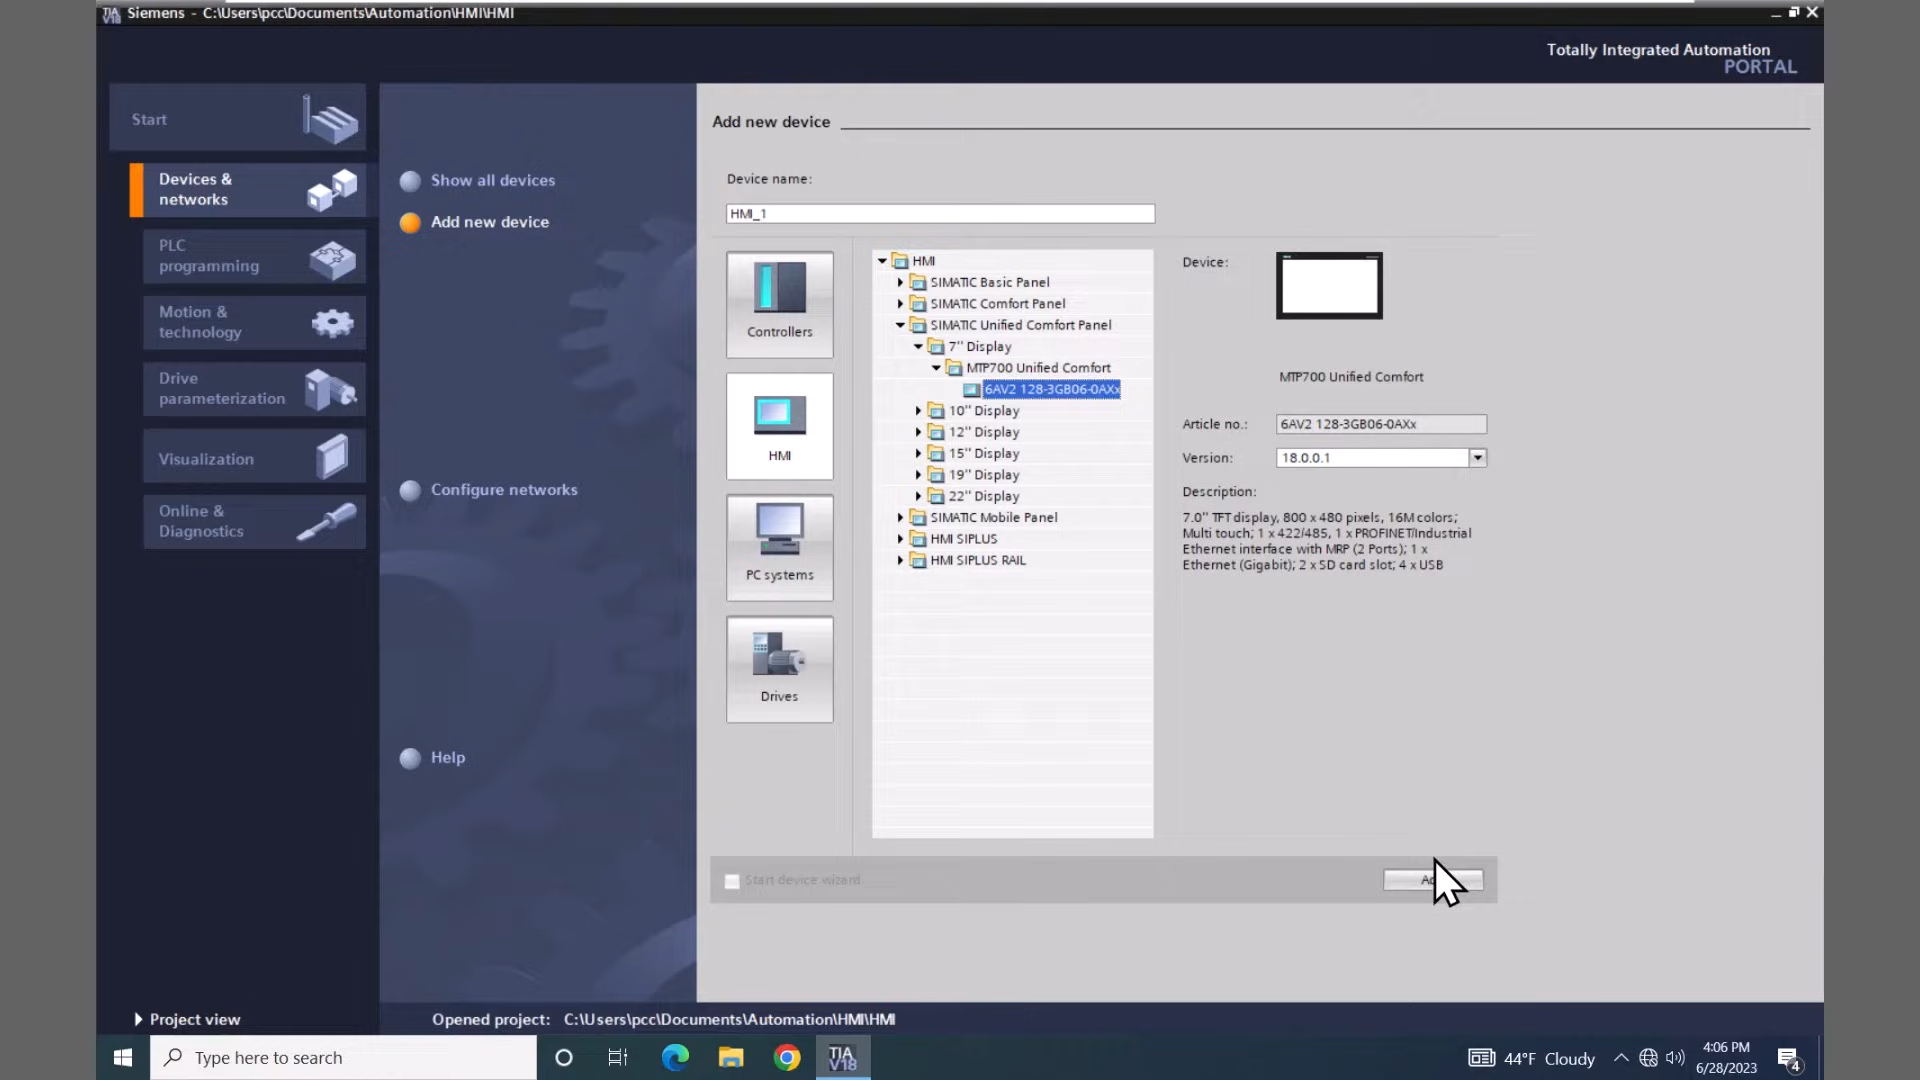 Siemens - C:\Users\pcc\Documents\Automation\HMI\HMI
Totally Integrated Automation
PORTAL
Start
Devices &
networks
PLC
programming
Motion &
technology
Drive
parameterization
Visualization
Online &
Diagnostics
Show all devices
Add new device
Configure networks
Help
Add new device
Device name:
HMI_1
Controllers
HMI
PC systems
Drives
HMI
SIMATIC Basic Panel
SIMATIC Comfort Panel
SIMATIC Unified Comfort Panel
7'' Display
MTP700 Unified Comfort
6AV2 128-3GB06-0AXx
10'' Display
12'' Display
15'' Display
19'' Display
22'' Display
SIMATIC Mobile Panel
HMI SIPLUS
HMI SIPLUS RAIL
Device:
MTP700 Unified Comfort
Article no.:
6AV2 128-3GB06-0AXx
Version:
18.0.0.1
Description:
7.0'' TFT display, 800 x 480 pixels, 16M colors;
Multi touch; 1 x 422/485, 1 x PROFINET/Industrial
Ethernet interface with MRP (2 Ports); 1 x
Ethernet (Gigabit); 2 x SD card slot; 4 x USB
Start device wizard
Project view
Opened project: C:\Users\pcc\Documents\Automation\HMI\HMI
Type here to search
TIA
V18
44°F Cloudy
4:06 PM
6/28/2023
4